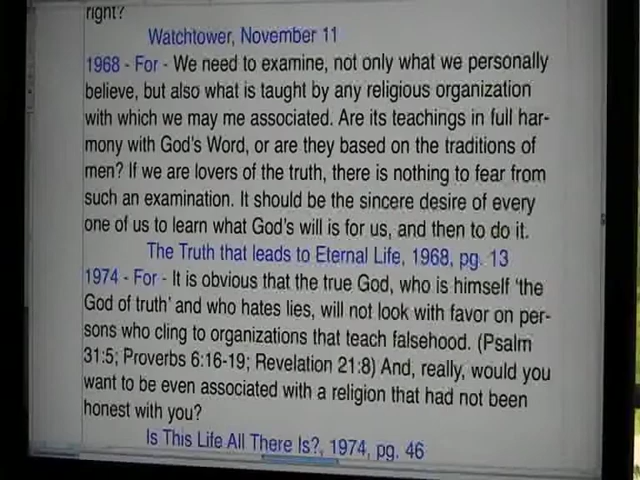 right?
Watchtower, November 11
1968 - For - We need to examine, not only what we personally
believe, but also what is taught by any religious organization
with which we may me associated. Are its teachings in full har-
mony with God's Word, or are they based on the traditions of
men? If we are lovers of the truth, there is nothing to fear from
such an examination. It should be the sincere desire of every
one of us to learn what God's will is for us, and then to do it.
The Truth that leads to Eternal Life, 1968, pg. 13
1974 - For - It is obvious that the true God, who is himself 'the
God of truth' and who hates lies, will not look with favor on per-
sons who cling to organizations that teach falsehood. (Psalm
31:5; Proverbs 6:16-19; Revelation 21:8) And, really, would you
want to be even associated with a religion that had not been
honest with you?
Is This Life All There Is?, 1974, pg. 46